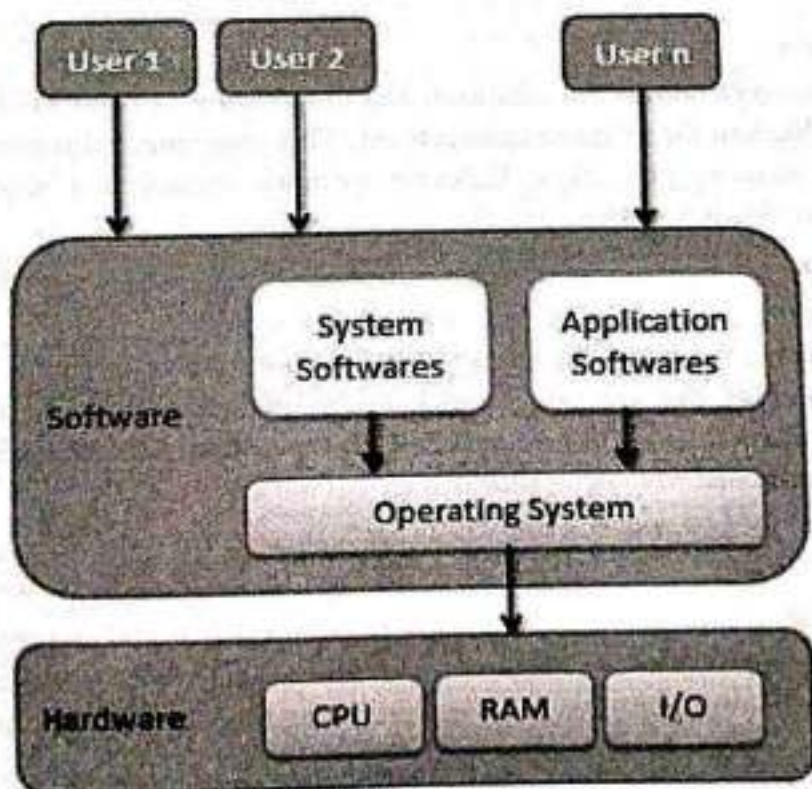 User 1
User 2
User n
System
Softwares
Application
Softwares
Software
Operating System
Hardware
CPU
RAM
I/O